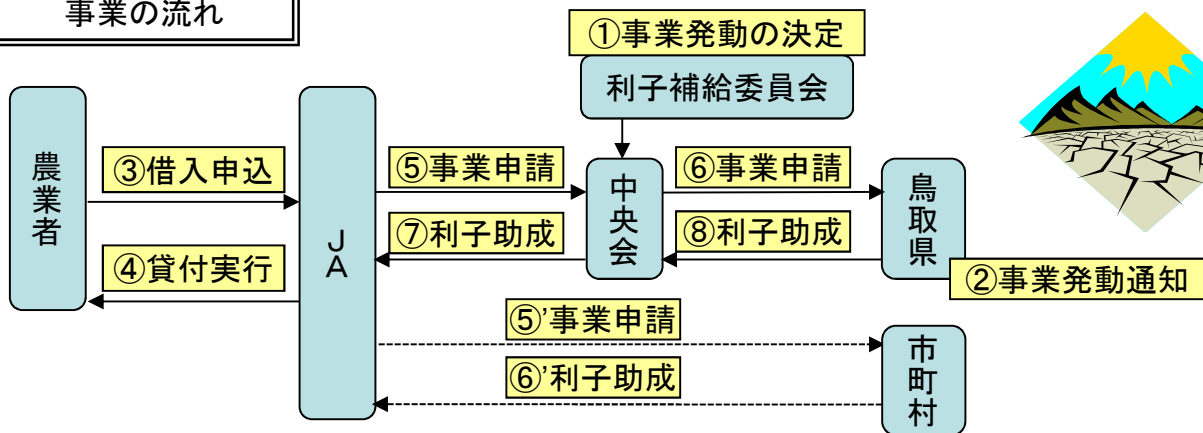 事業の流れ
①事業発動の決定
利子補給委員会
農業者
③借入申込
④貸付実行
JA
⑤事業申請
⑦利子助成
中央会
⑥事業申請
⑧利子助成
鳥取県
②事業発動通知
⑤’事業申請
⑥’利子助成
市町村